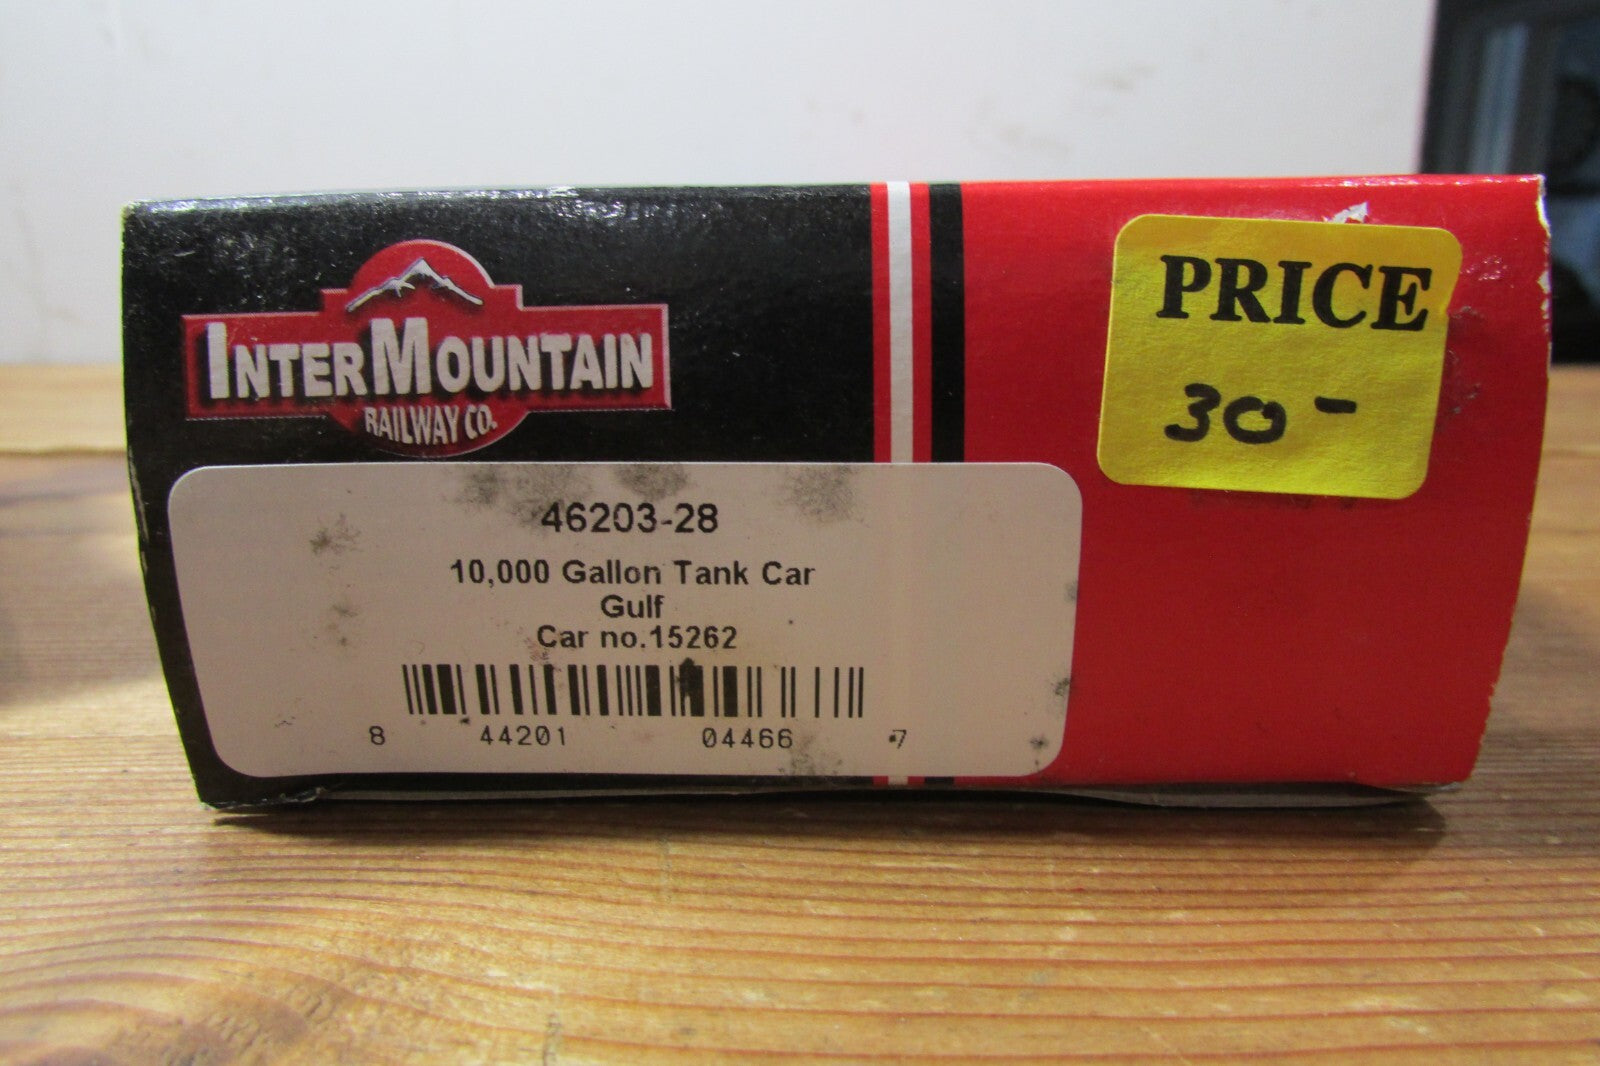 INTERMOUNTAIN
RAILWAY CO.
PRICE
30-
46203-28
10,000 Gallon Tank Car
Gulf
Car no.15262
8 44201 04466 7